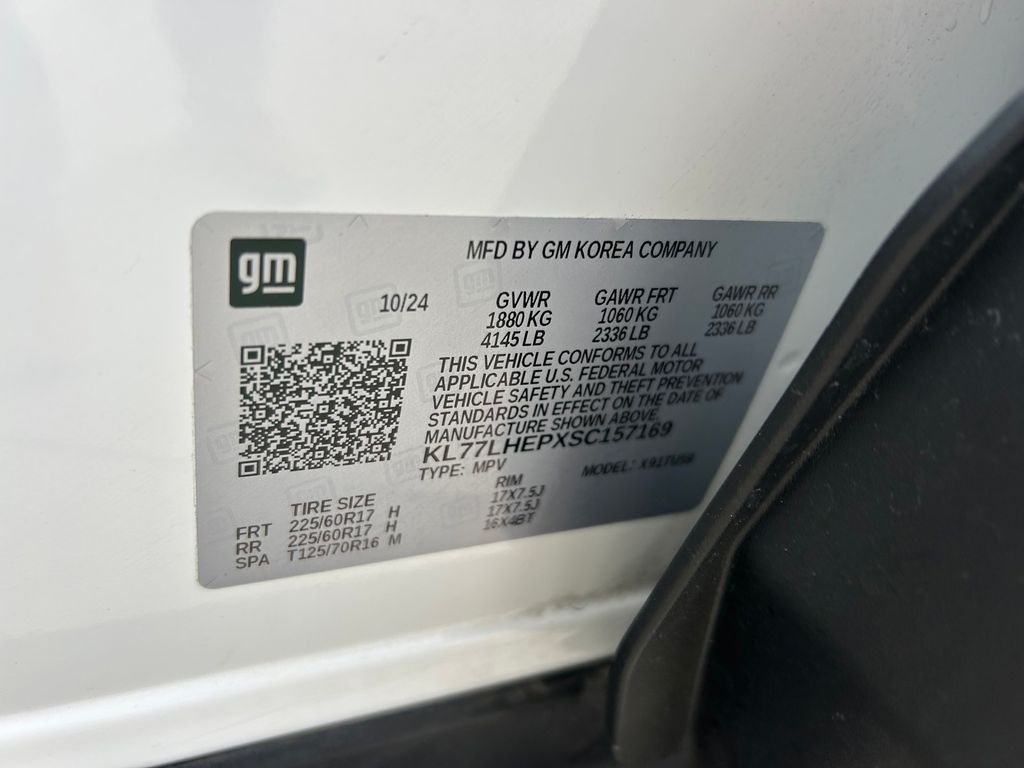 gm
MFD BY GM KOREA COMPANY
10/24
GVWR GAWR FRT GAWR RR
1880 KG 1060 KG 1060 KG
4145 LB 2336 LB 2336 LB
THIS VEHICLE CONFORMS TO ALL
APPLICABLE U.S. FEDERAL MOTOR
VEHICLE SAFETY AND THEFT PREVENTION
STANDARDS IN EFFECT ON THE DATE OF
MANUFACTURE SHOWN ABOVE.
KL77LHEPXSC157169
TYPE: MPV MODEL:
TIRE SIZE RIM
FRT 225/60R17 H 17X7.5J
RR 225/60R17 H 17X7.5J
SPA T125/70R16 M 16X4BT